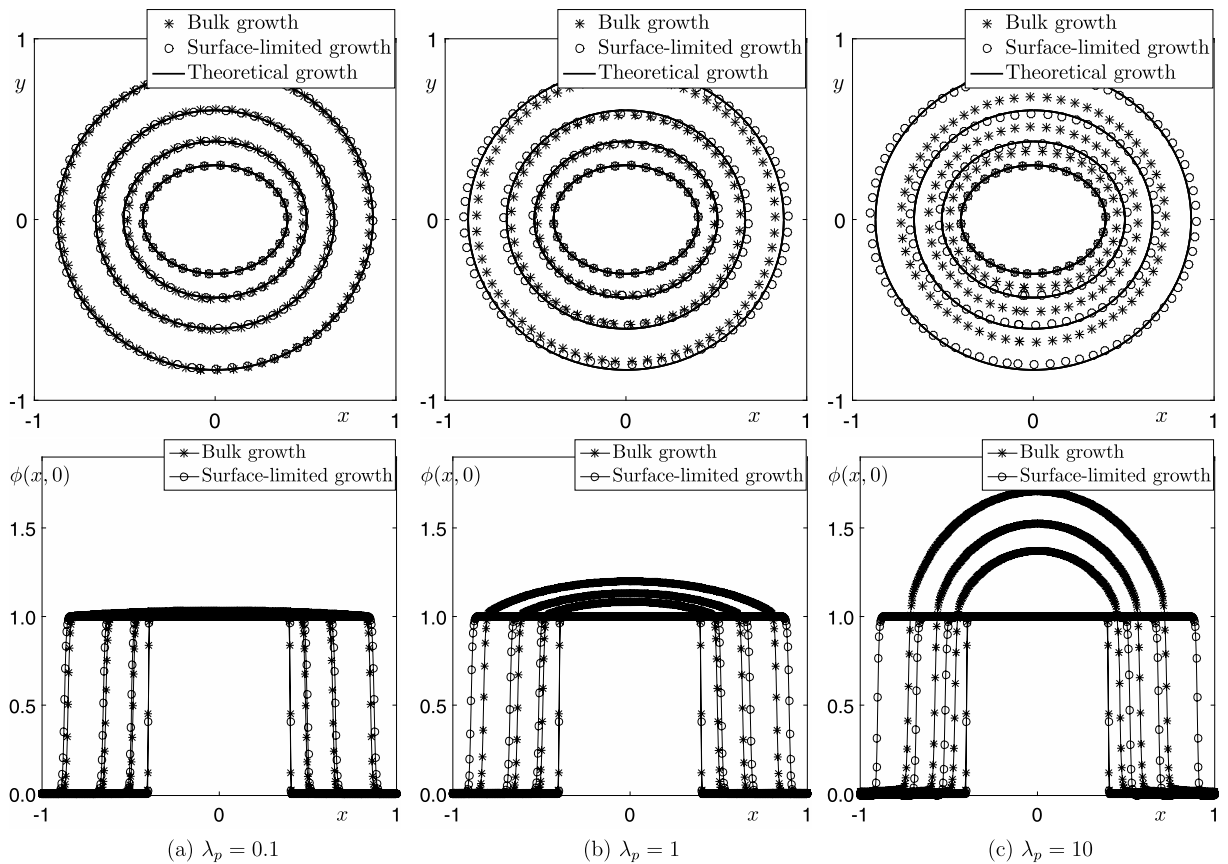 Bulk growth
Surface-limited growth
Theoretical growth
1
y
0
-1
-1 0 x 1
Bulk growth
Surface-limited growth
Theoretical growth
1
y
0
-1
-1 0 x 1
Bulk growth
Surface-limited growth
Theoretical growth
1
y
0
-1
-1 0 x 1
Bulk growth
Surface-limited growth
ϕ(x, 0)
1.5
1.0
0.5
0.0
-1 0 x 1
(a) λₚ = 0.1
Bulk growth
Surface-limited growth
ϕ(x, 0)
1.5
1.0
0.5
0.0
-1 0 x 1
(b) λₚ = 1
Bulk growth
Surface-limited growth
ϕ(x, 0)
1.5
1.0
0.5
0.0
-1 0 x 1
(c) λₚ = 10